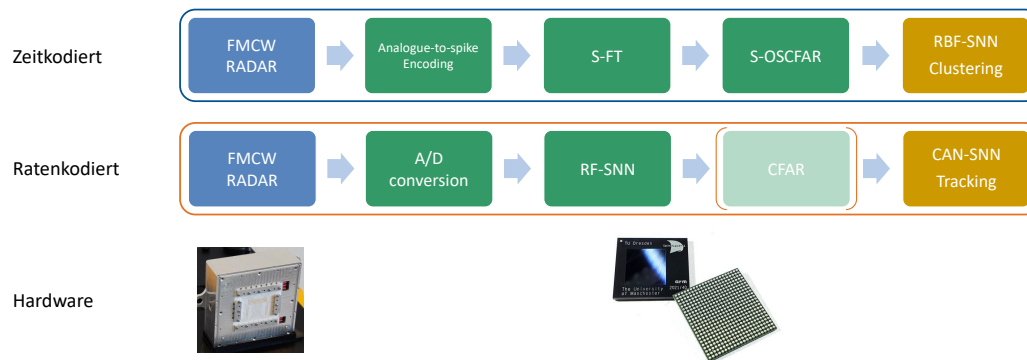 Zeitkodiert
FMCW
RADAR
Analogue-to-spike
Encoding
S-FT
S-OSCFAR
RBF-SNN
Clustering
Ratenkodiert
FMCW
RADAR
A/D
conversion
RF-SNN
CFAR
CAN-SNN
Tracking
Hardware
TU Dresden
arm
The University
of Manchester